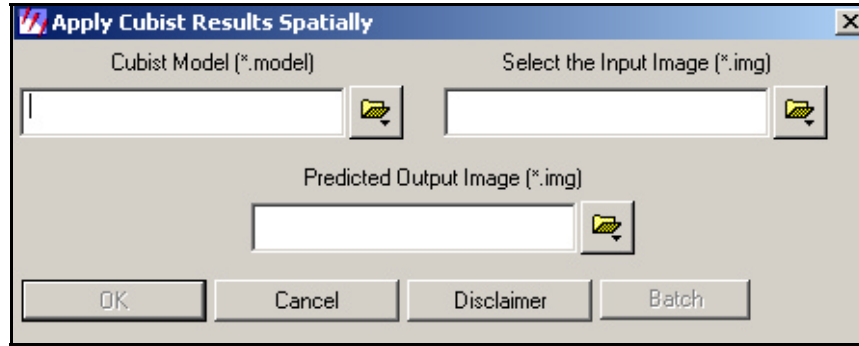 Apply Cubist Results Spatially
Cubist Model (*.model) Select the Input Image (*.img)
Predicted Output Image (*.img)
OK Cancel Disclaimer Batch